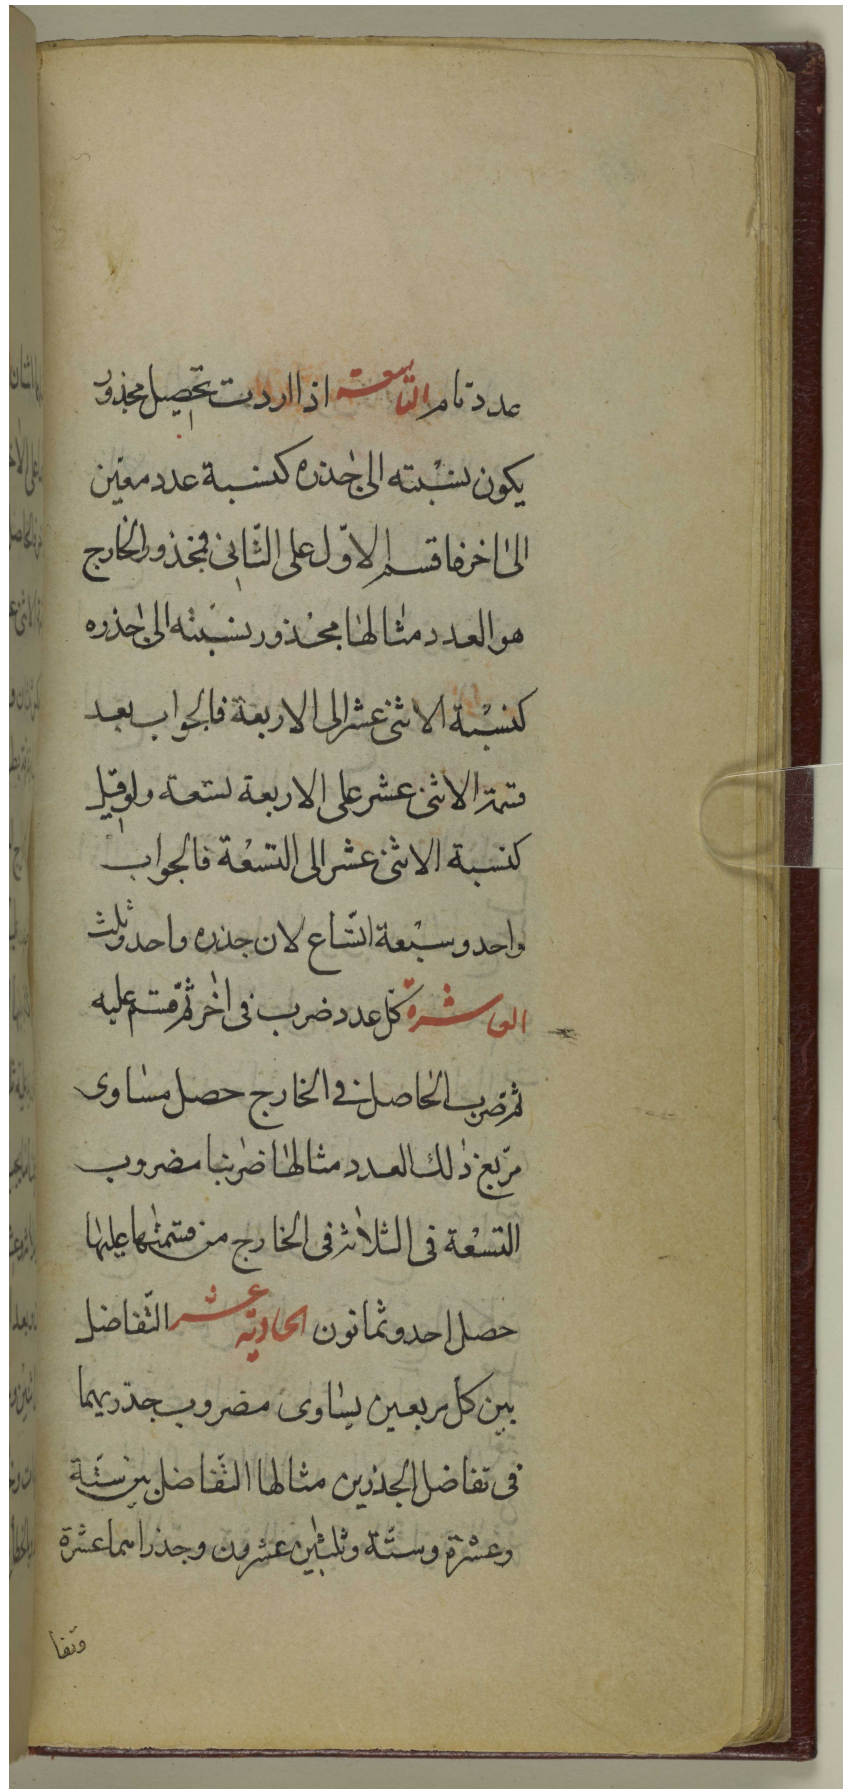 عدد تام التاسعة اذا اردت تحصيل مجذور
يكون نسبته الى جذره كنسبة عدد معين
الى اخر فاقسم الاول على الثانى فمجذور الخارج
هو العدد مثالها مجذور نسبته الى جذره
كنسبة الاثنى عشر الى الاربعة فالجواب بعد
قسمة الاثنى عشر على الاربعة تسعة ولو قيل
كنسبة الاثنى عشر الى التسعة فالجواب
واحد وسبعة اتساع لان جذره واحد وثلث
العاشرة كل عدد ضرب فى اخر ثم قسم عليه
ثم ضرب الحاصل فى الخارج حصل مساوى
مربع ذلك العدد مثالها ضربنا مضروب
التسعة فى الثلاثة فى الخارج من قسمتها عليها
حصل احد وثمانون الحادية عشر التفاضل
بين كل مربعين يساوى مضروب جذريهما
فى تفاضل الجذرين مثالها التفاضل بين ستة
وعشرة وستة وثلثين عشرون وجذراهما عشرة
وتفا